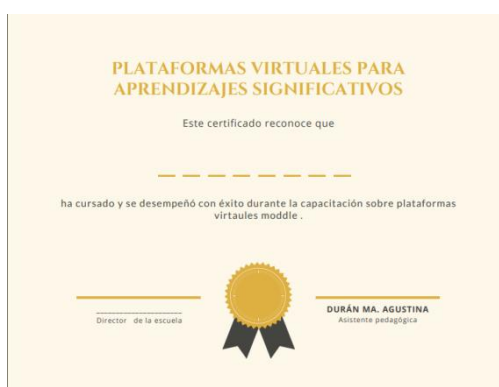 PLATAFORMAS VIRTUALES PARA
APRENDIZAJES SIGNIFICATIVOS
Este certificado reconoce que
ha cursado y se desempeñó con éxito durante la capacitación sobre plataformas
virtaules moddle .
Director de la escuela
DURÁN MA. AGUSTINA
Asistente pedagógica